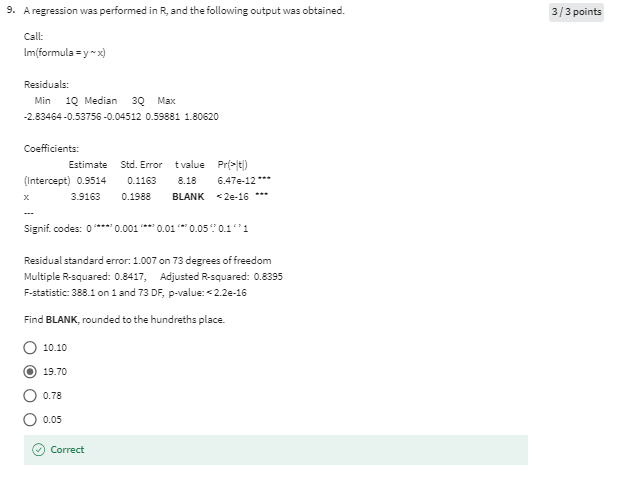 9. A regression was performed in R, and the following output was obtained.
3 / 3 points
Call:
lm(formula = y ~ x)
Residuals:
Min 1Q Median 3Q Max
-2.83464 -0.53756 -0.04512 0.59881 1.80620
Coefficients:
Estimate Std. Error t value Pr(>|t|)
(Intercept) 0.9514 0.1163 8.18 6.47e-12 ***
x 3.9163 0.1988 BLANK < 2e-16 ***
---
Signif. codes: 0 '***' 0.001 '**' 0.01 '*' 0.05 '.' 0.1 ' ' 1
Residual standard error: 1.007 on 73 degrees of freedom
Multiple R-squared: 0.8417, Adjusted R-squared: 0.8395
F-statistic: 388.1 on 1 and 73 DF, p-value: < 2.2e-16
Find BLANK, rounded to the hundreths place.
10.10
19.70
0.78
0.05
Correct